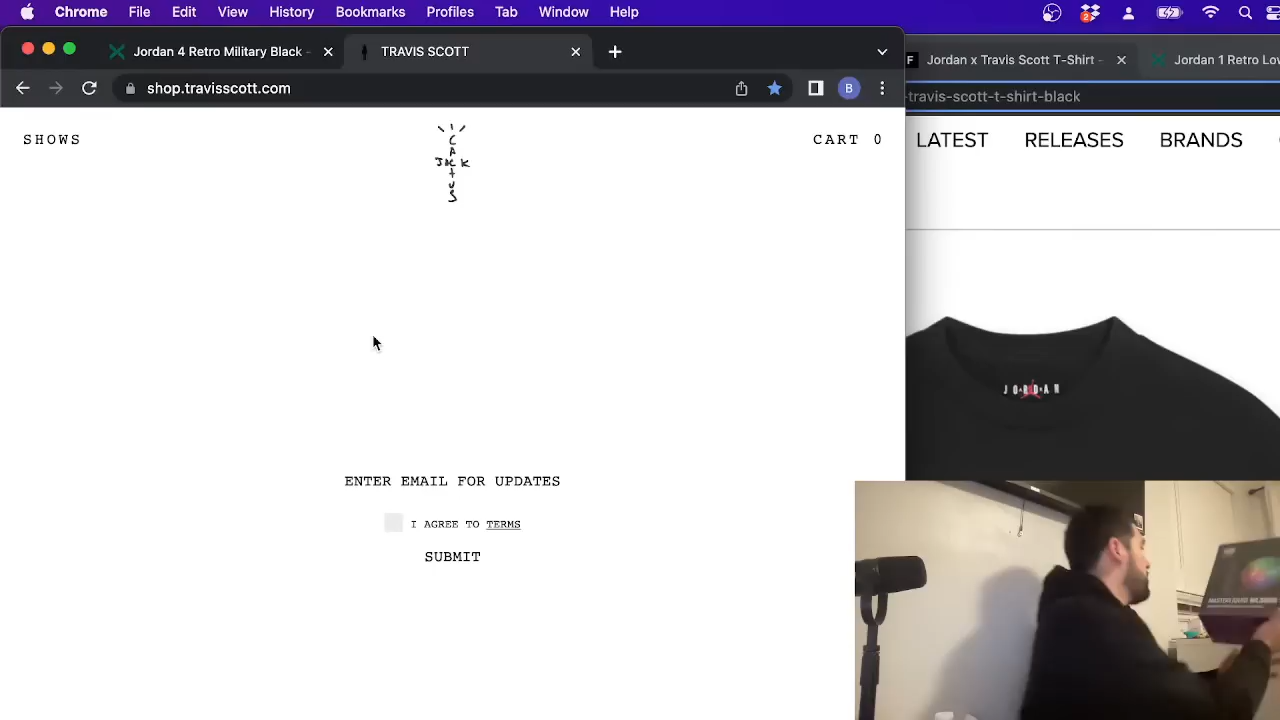 Chrome File Edit View History Bookmarks Profiles Tab Window Help
2
Jordan 4 Retro Military Black -
TRAVIS SCOTT
F Jordan x Travis Scott T-Shirt -
Jordan 1 Retro Lo
shop.travisscott.com
B
-travis-scott-t-shirt-black
SHOWS
CACTUS
JACK
CART 0
LATEST RELEASES BRANDS
JORDAN
ENTER EMAIL FOR UPDATES
I AGREE TO TERMS
SUBMIT